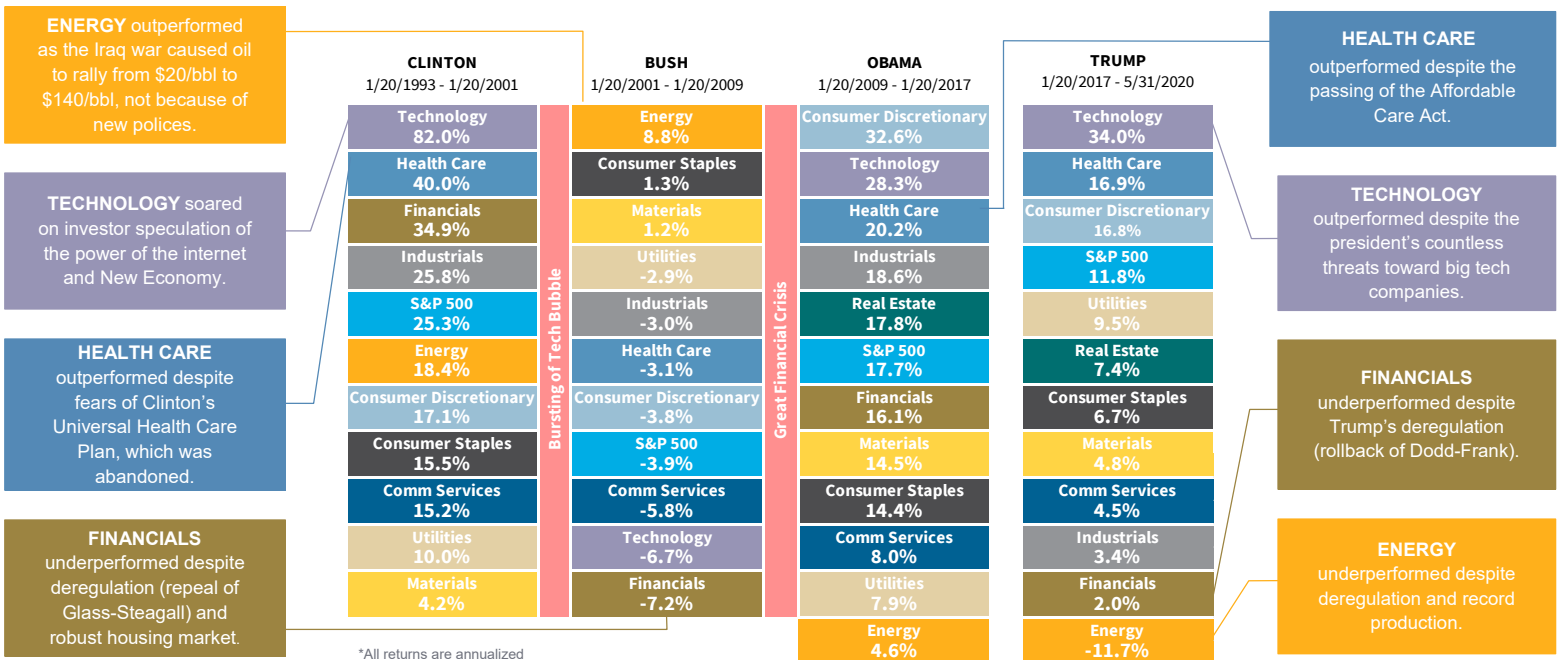 ENERGY outperformed
as the Iraq war caused oil
to rally from $20/bbl to
$140/bbl, not because of
new polices.
TECHNOLOGY soared
on investor speculation of
the power of the internet
and New Economy.
HEALTH CARE
outperformed despite
fears of Clinton’s
Universal Health Care
Plan, which was
abandoned.
FINANCIALS
underperformed despite
deregulation (repeal of
Glass-Steagall) and
robust housing market.
CLINTON
1/20/1993 - 1/20/2001
Technology
82.0%
Health Care
40.0%
Financials
34.9%
Industrials
25.8%
S&P 500
25.3%
Energy
18.4%
Consumer Discretionary
17.1%
Consumer Staples
15.5%
Comm Services
15.2%
Utilities
10.0%
Materials
4.2%
*All returns are annualized
Bursting of Tech Bubble
BUSH
1/20/2001 - 1/20/2009
Energy
8.8%
Consumer Staples
1.3%
Materials
1.2%
Utilities
-2.9%
Industrials
-3.0%
Health Care
-3.1%
Consumer Discretionary
-3.8%
S&P 500
-3.9%
Comm Services
-5.8%
Technology
-6.7%
Financials
-7.2%
Great Financial Crisis
OBAMA
1/20/2009 - 1/20/2017
Consumer Discretionary
32.6%
Technology
28.3%
Health Care
20.2%
Industrials
18.6%
Real Estate
17.8%
S&P 500
17.7%
Financials
16.1%
Materials
14.5%
Consumer Staples
14.4%
Comm Services
8.0%
Utilities
7.9%
Energy
4.6%
TRUMP
1/20/2017 - 5/31/2020
Technology
34.0%
Health Care
16.9%
Consumer Discretionary
16.8%
S&P 500
11.8%
Utilities
9.5%
Real Estate
7.4%
Consumer Staples
6.7%
Materials
4.8%
Comm Services
4.5%
Industrials
3.4%
Financials
2.0%
Energy
-11.7%
HEALTH CARE
outperformed despite the
passing of the Affordable
Care Act.
TECHNOLOGY
outperformed despite the
president’s countless
threats toward big tech
companies.
FINANCIALS
underperformed despite
Trump’s deregulation
(rollback of Dodd-Frank).
ENERGY
underperformed despite
deregulation and record
production.